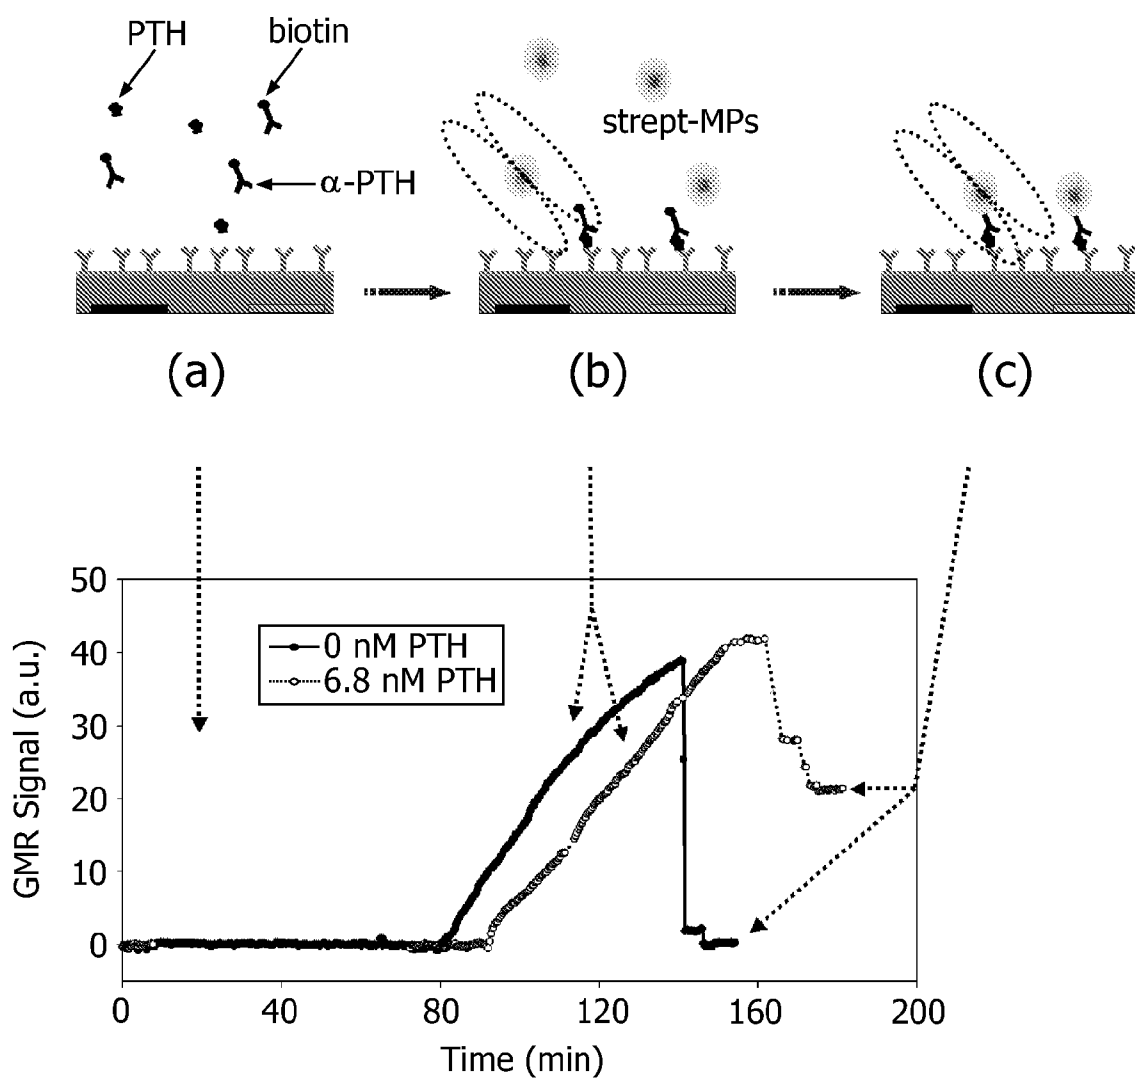 PTH
biotin
α-PTH
strept-MPs
(a)
(b)
(c)
GMR Signal (a.u.)
50
40
30
20
10
0
0 nM PTH
6.8 nM PTH
0
40
80
120
160
200
Time (min)